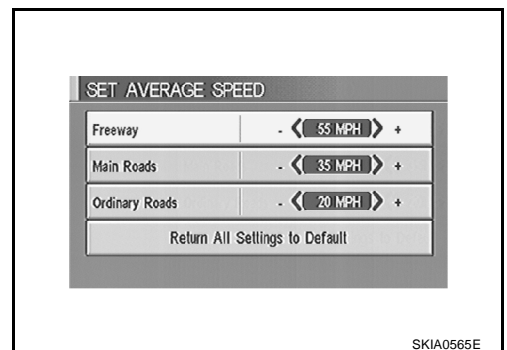 SET AVERAGE SPEED
Freeway - 55 MPH +
Main Roads - 35 MPH +
Ordinary Roads - 20 MPH +
Return All Settings to Default
SKIA0565E